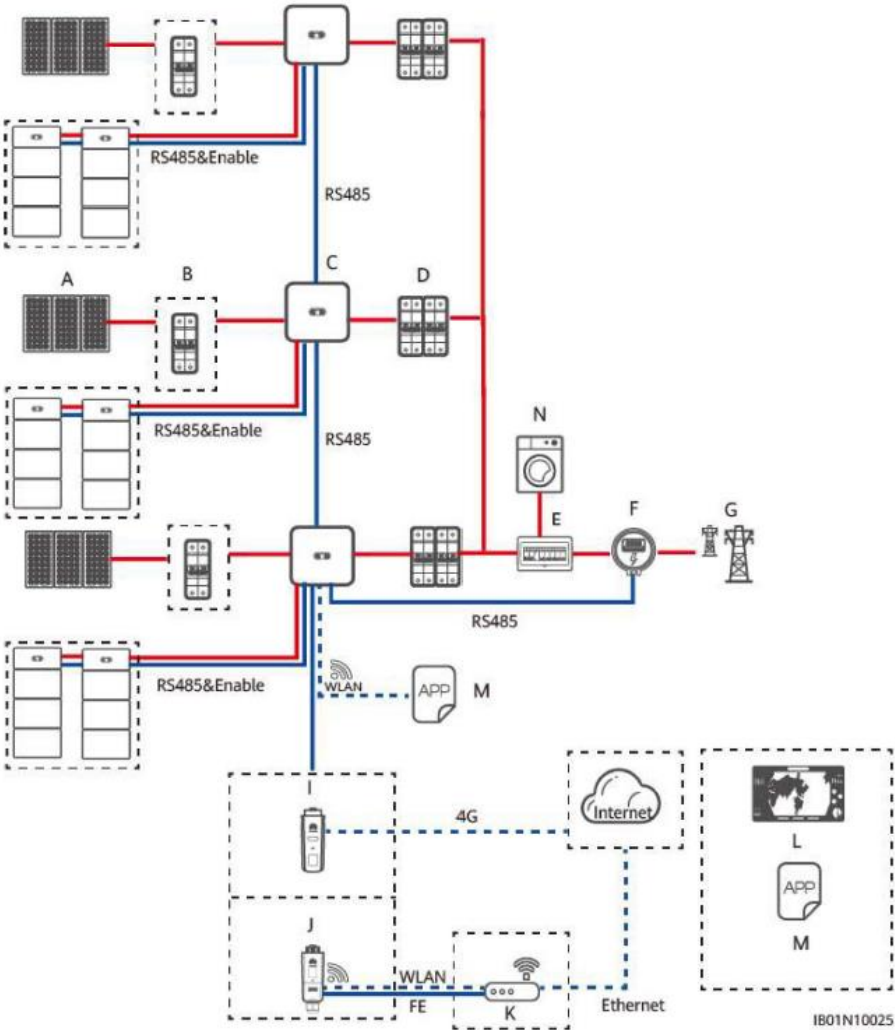 RS485&Enable
RS485
A
B
C
D
RS485&Enable
RS485
N
E
F
G
RS485
RS485&Enable
WLAN
APP
M
I
4G
Internet
L
APP
M
J
WLAN
FE
K
Ethernet
IB01N10025